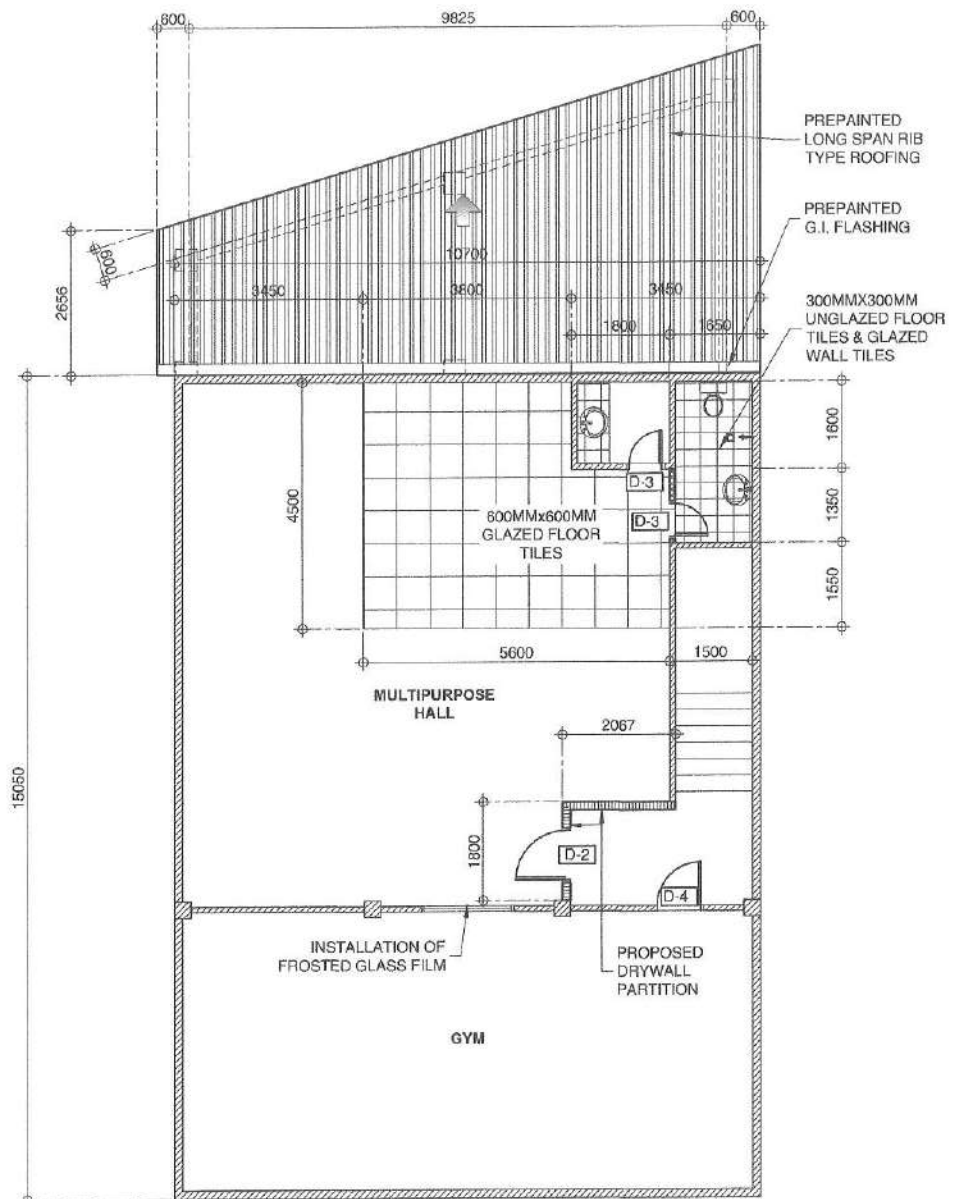 600
9825
600
PREPAINTED
LONG SPAN RIB
TYPE ROOFING
PREPAINTED
G.I. FLASHING
600
2656
10700
3450
3800
3450
1800
1650
300MMX300MM
UNGLAZED FLOOR
TILES & GLAZED
WALL TILES
1600
4500
D-3
D-3
600MMx600MM
GLAZED FLOOR
TILES
1350
1550
5600
1500
MULTIPURPOSE
HALL
2067
15050
1800
D-2
D-4
INSTALLATION OF
FROSTED GLASS FILM
PROPOSED
DRYWALL
PARTITION
GYM